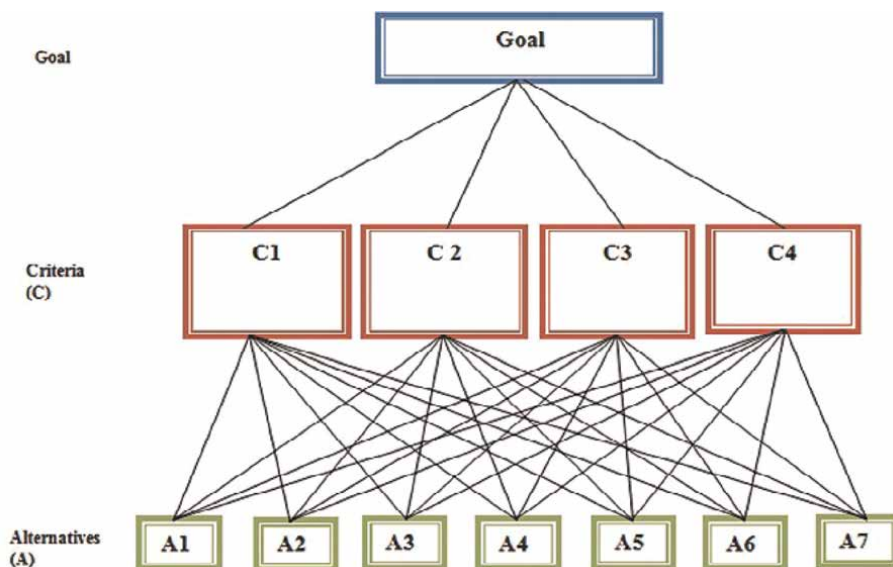 Goal
Goal
C1
C 2
C3
C4
Criteria
(C)
A1
A2
A3
A4
A5
A6
A7
Alternatives
(A)